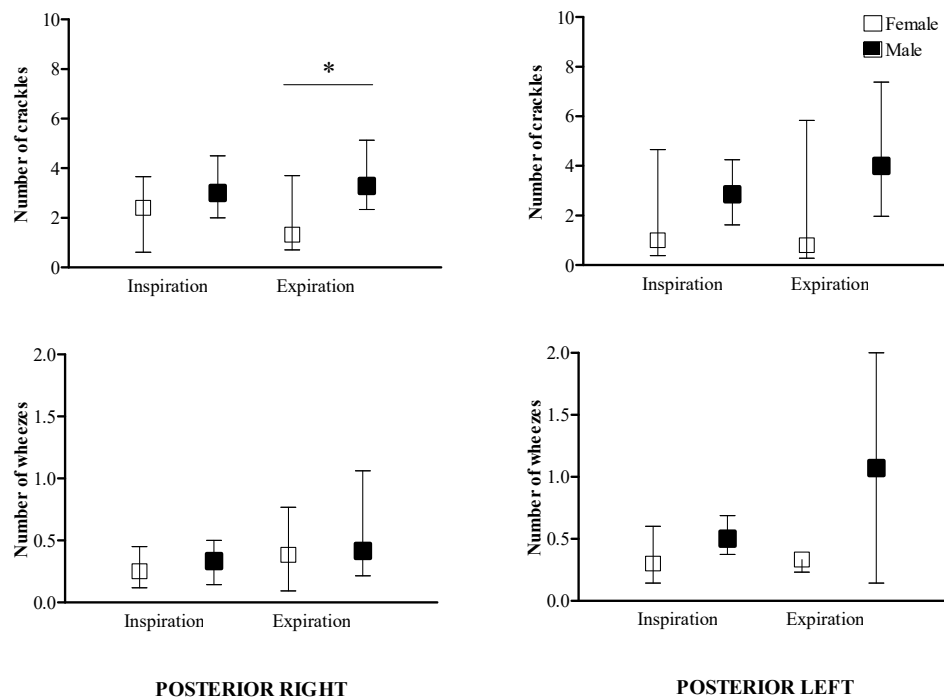 10
8
6
4
2
0
Number of crackles
*
Inspiration Expiration
10
8
6
4
2
0
Number of crackles
Female
Male
Inspiration Expiration
2.0
1.5
1.0
0.5
0.0
Number of wheezes
Inspiration Expiration
2.0
1.5
1.0
0.5
0.0
Number of wheezes
Inspiration Expiration
POSTERIOR RIGHT
POSTERIOR LEFT